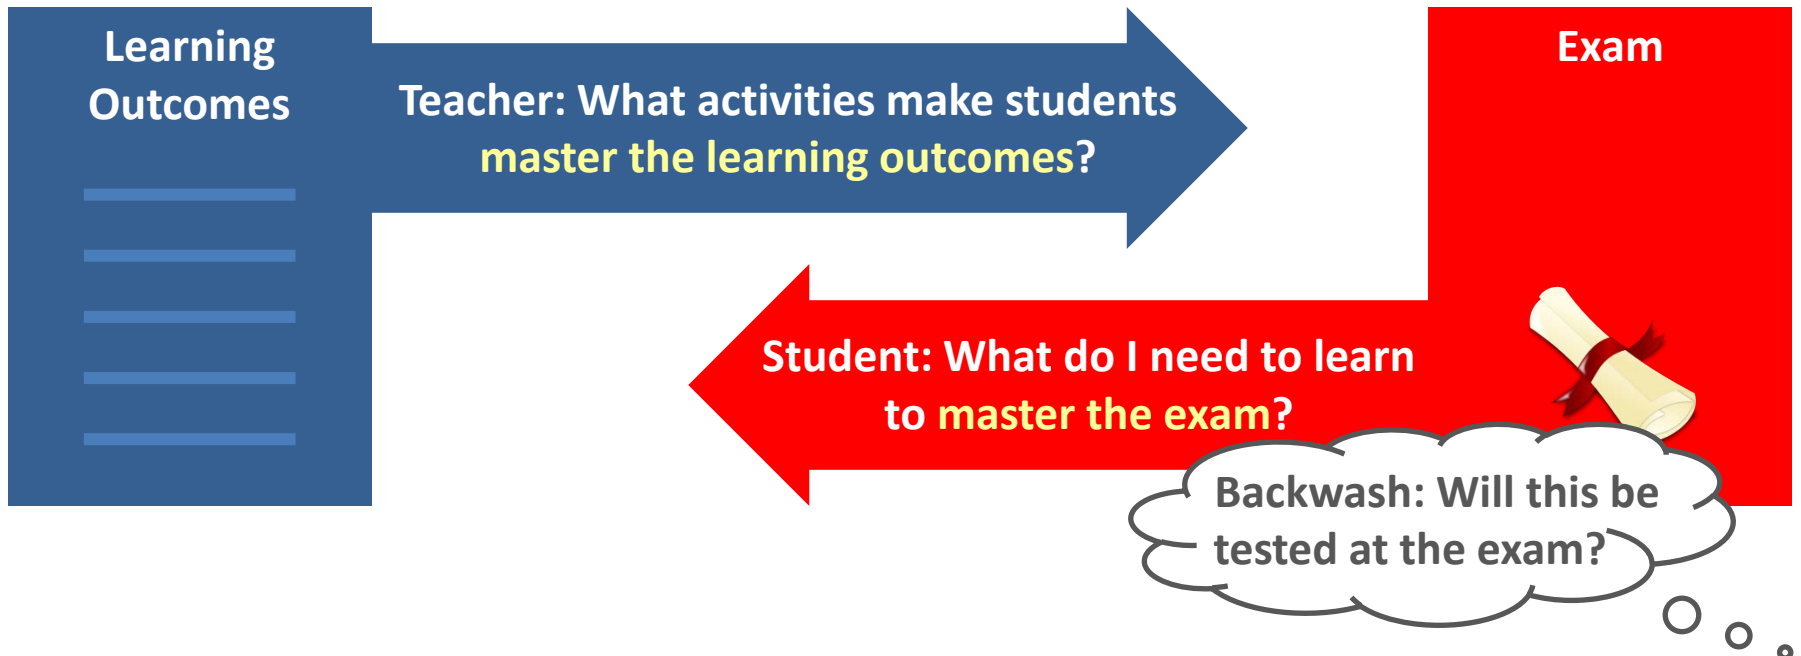 Learning
Outcomes
Teacher: What activities make students
master the learning outcomes?
Exam
Student: What do I need to learn
to master the exam?
Backwash: Will this be
tested at the exam?